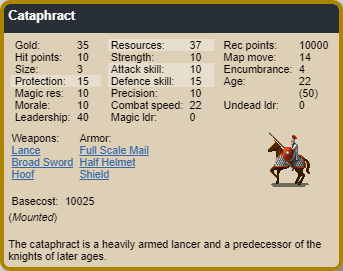 Cataphract
Gold: 35 Resources: 37 Rec points: 10000
Hit points: 10 Strength: 10 Map move: 14
Size: 3 Attack skill: 10 Encumbrance: 4
Protection: 15 Defence skill: 15 Age: 22
Magic res: 10 Precision: 10 (50)
Morale: 10 Combat speed: 22 Undead ldr: 0
Leadership: 40 Magic ldr: 0
Weapons: Armor:
Lance Full Scale Mail
Broad Sword Half Helmet
Hoof Shield
Basecost: 10025
(Mounted)
The cataphract is a heavily armed lancer and a predecessor of the
knights of later ages.